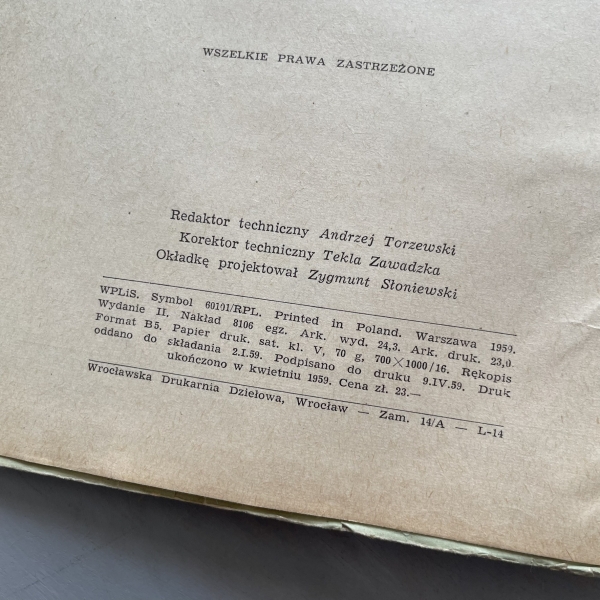 WSZELKIE PRAWA ZASTRZEŻONE
Redaktor techniczny Andrzej Torzewski
Korektor techniczny Tekla Zawadzka
Okładkę projektował Zygmunt Słoniewski
WPLiS. Symbol 60101/RPL. Printed in Poland. Warszawa 1959.
Wydanie II. Nakład 8106 egz. Ark. wyd. 24,3. Ark. druk. 23,0
Format B5. Papier druk. sat. kl. V, 70 g, 700×1000/16. Rękopis
oddano do składania 2.I.59. Podpisano do druku 9.IV.59. Druk
ukończono w kwietniu 1959. Cena zł. 23.—
Wrocławska Drukarnia Dziełowa, Wrocław — Zam. 14/A — L-14